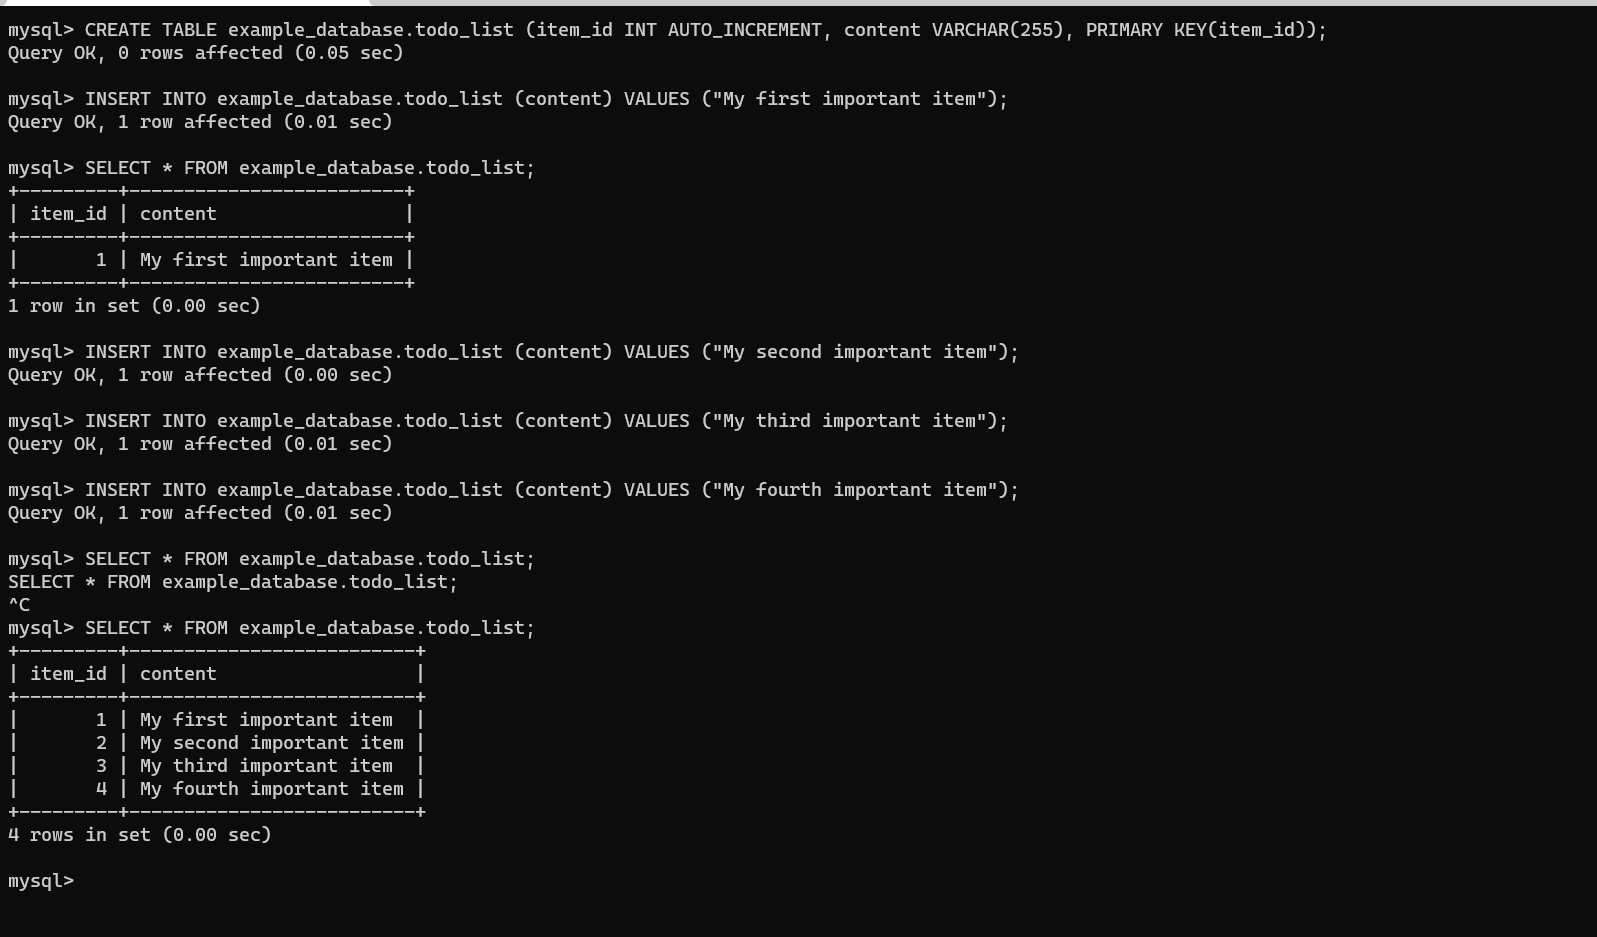 mysql> CREATE TABLE example_database.todo_list (item_id INT AUTO_INCREMENT, content VARCHAR(255), PRIMARY KEY(item_id));
Query OK, 0 rows affected (0.05 sec)

mysql> INSERT INTO example_database.todo_list (content) VALUES ("My first important item");
Query OK, 1 row affected (0.01 sec)

mysql> SELECT * FROM example_database.todo_list;
+---------+-------------------------+
| item_id | content                 |
+---------+-------------------------+
|       1 | My first important item |
+---------+-------------------------+
1 row in set (0.00 sec)

mysql> INSERT INTO example_database.todo_list (content) VALUES ("My second important item");
Query OK, 1 row affected (0.00 sec)

mysql> INSERT INTO example_database.todo_list (content) VALUES ("My third important item");
Query OK, 1 row affected (0.01 sec)

mysql> INSERT INTO example_database.todo_list (content) VALUES ("My fourth important item");
Query OK, 1 row affected (0.01 sec)

mysql> SELECT * FROM example_database.todo_list;
SELECT * FROM example_database.todo_list;
^C
mysql> SELECT * FROM example_database.todo_list;
+---------+--------------------------+
| item_id | content                  |
+---------+--------------------------+
|       1 | My first important item  |
|       2 | My second important item |
|       3 | My third important item  |
|       4 | My fourth important item |
+---------+--------------------------+
4 rows in set (0.00 sec)

mysql>